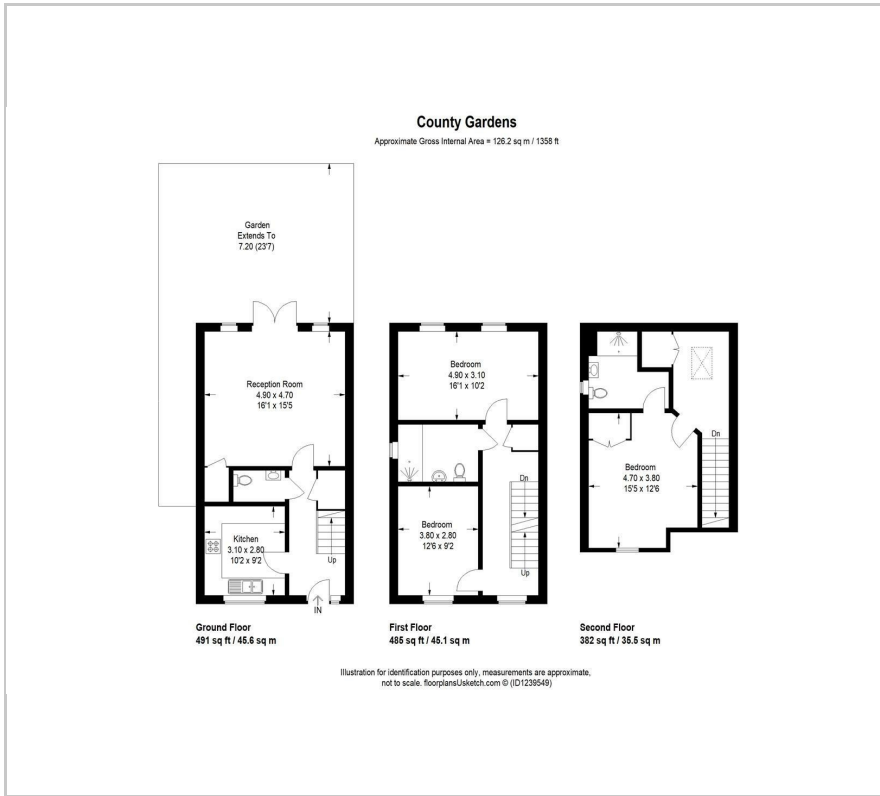 County Gardens
Approximate Gross Internal Area = 126.2 sq m / 1358 ft
Garden
Extends To
7.20 (23'7)
Reception Room
4.90 x 4.70
16'1 x 15'5
Kitchen
3.10 x 2.80
10'2 x 9'2
Up
IN
Ground Floor
491 sq ft / 45.6 sq m
Bedroom
4.90 x 3.10
16'1 x 10'2
Dn
Bedroom
3.80 x 2.80
12'6 x 9'2
Up
First Floor
485 sq ft / 45.1 sq m
Dn
Bedroom
4.70 x 3.80
15'5 x 12'6
Second Floor
382 sq ft / 35.5 sq m
Illustration for identification purposes only, measurements are approximate,
not to scale. floorplansUsketch.com © (ID1239549)